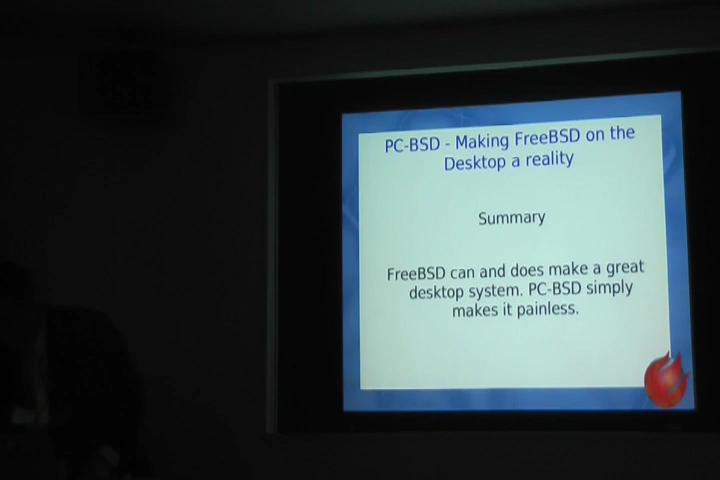 PC-BSD - Making FreeBSD on the
Desktop a reality
Summary
FreeBSD can and does make a great
desktop system. PC-BSD simply
makes it painless.